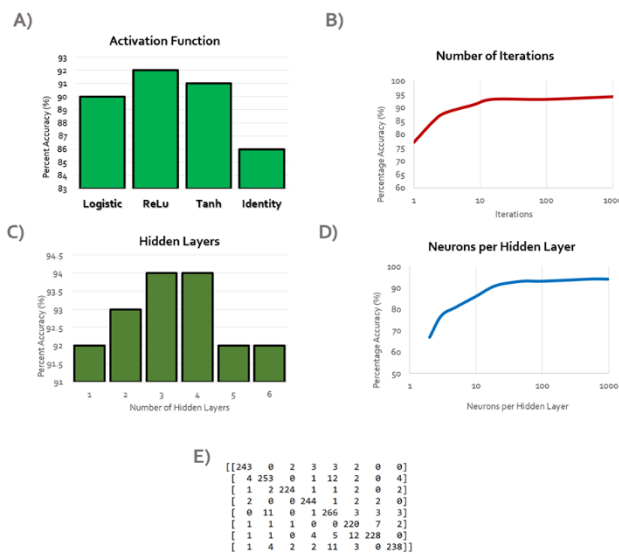 A)
Activation Function
Percent Accuracy (%)
93
92
91
90
89
88
87
86
85
84
83
Logistic ReLu Tanh Identity
B)
Number of Iterations
Percentage Accuracy (%)
100
95
90
85
80
75
70
65
60
1 10 100 1000
Iterations
C)
Hidden Layers
Percent Accuracy (%)
94.5
94
93.5
93
92.5
92
91.5
91
1 2 3 4 5 6
Number of Hidden Layers
D)
Neurons per Hidden Layer
Percentage Accuracy (%)
100
90
80
70
60
50
1 10 100 1000
Neurons per Hidden Layer
E)
[[243 0 2 3 3 2 0 0]
[ 4 253 0 1 12 2 0 4]
[ 1 2 224 1 1 2 0 2]
[ 2 0 0 244 1 2 2 0]
[ 0 11 0 1 266 3 3 3]
[ 1 1 1 0 0 220 7 2]
[ 1 1 0 4 5 12 228 0]
[ 1 4 2 2 11 3 0 238]]